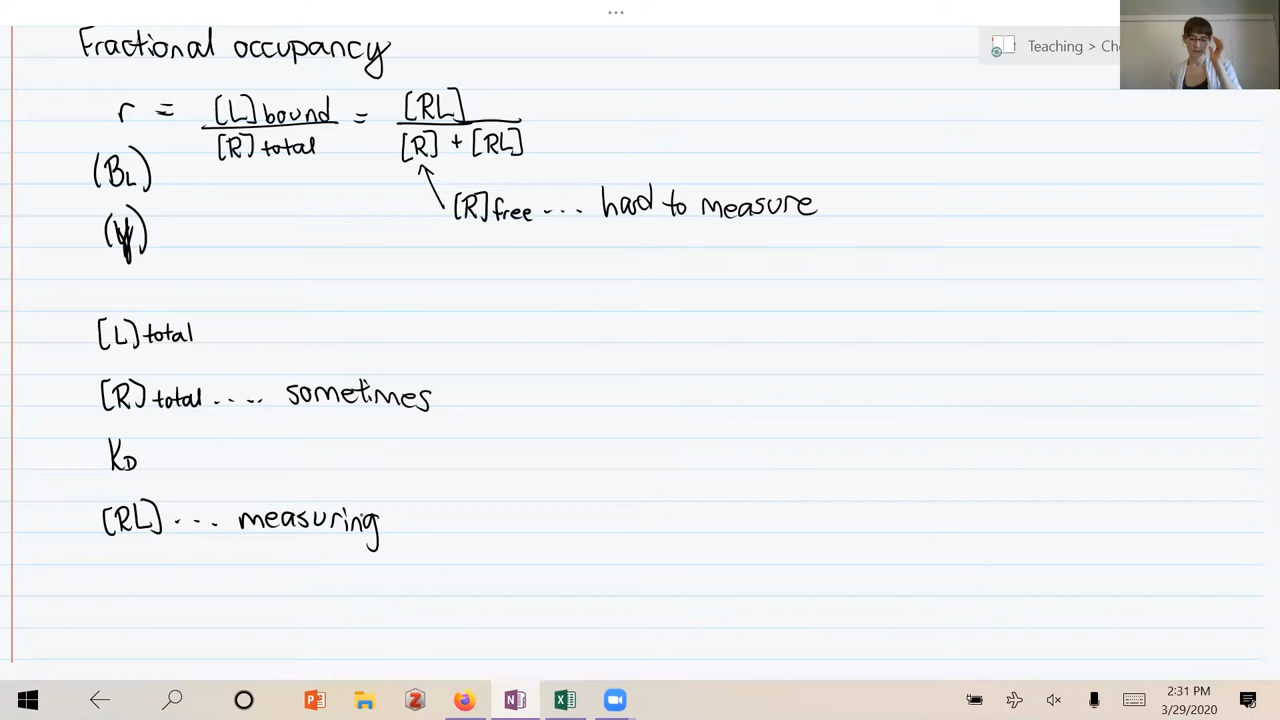 ...
Fractional occupancy
Teaching > Che
r = [L]bound / [R]total = [RL] / [R] + [RL]
(BL)
(Ψ)
[R]free ... hard to measure
[L]total
[R]total .... sometimes
KD
[RL] ... measuring
2:31 PM
3/29/2020